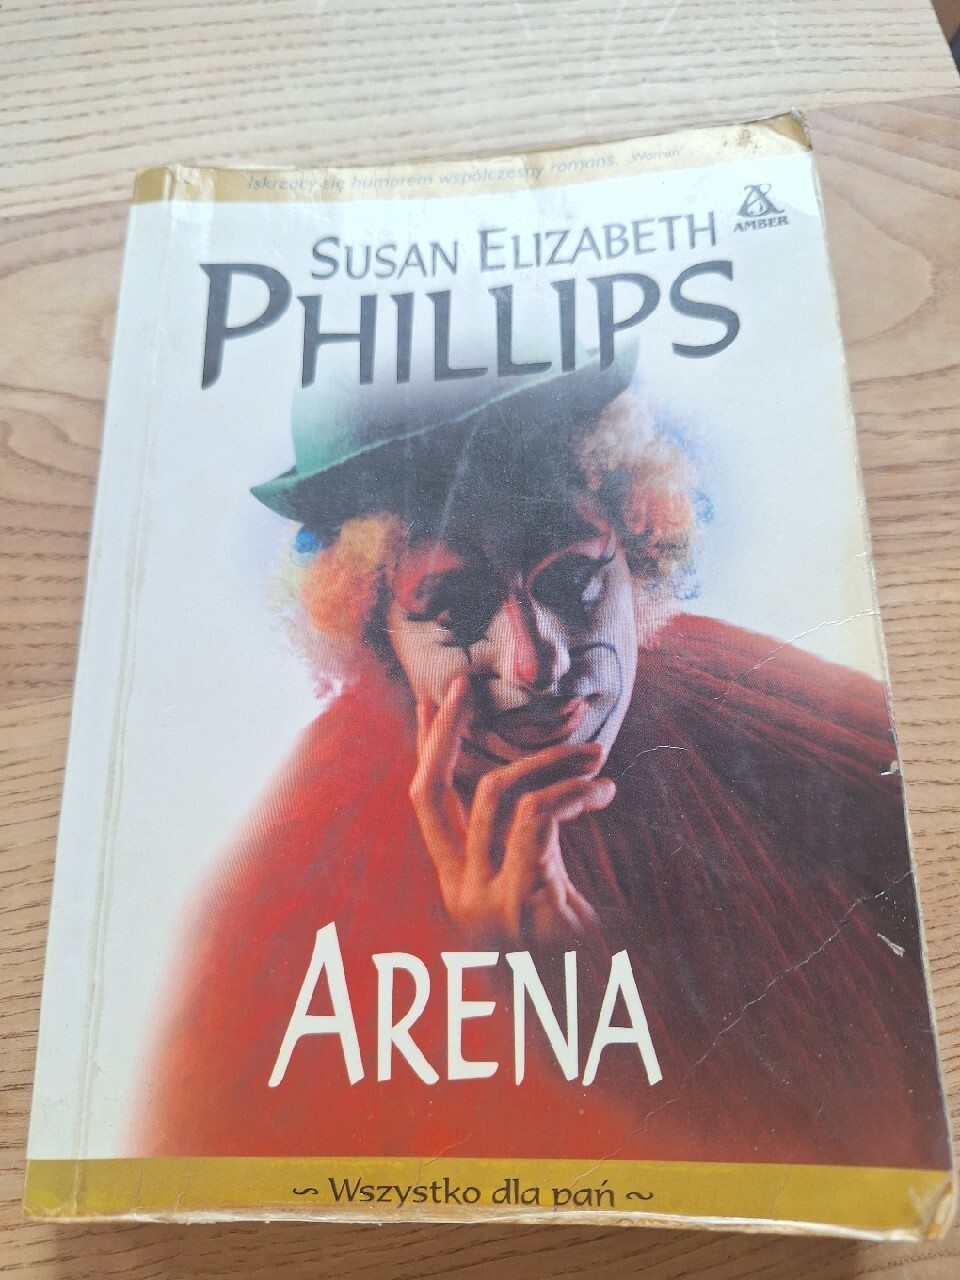 Iskrzący się humorem współczesny romans. „Woman"
AMBER
SUSAN ELIZABETH
PHILLIPS
ARENA
~ Wszystko dla pań ~